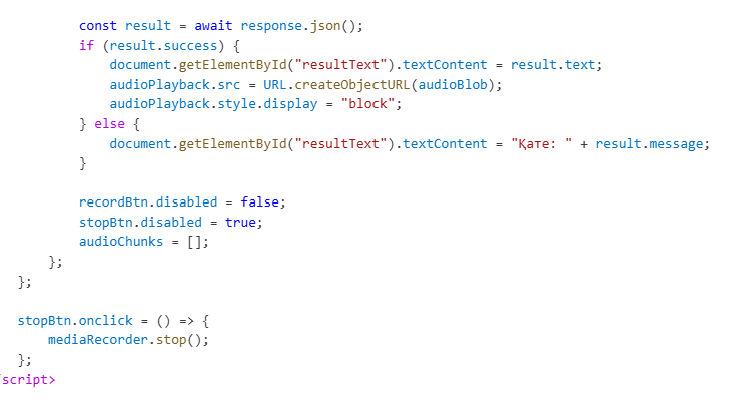 const result = await response.json();
if (result.success) {
document.getElementById("resultText").textContent = result.text;
audioPlayback.src = URL.createObjectURL(audioBlob);
audioPlayback.style.display = "block";
} else {
document.getElementById("resultText").textContent = "Қате: " + result.message;
}
recordBtn.disabled = false;
stopBtn.disabled = true;
audioChunks = [];
};
};
stopBtn.onclick = () => {
mediaRecorder.stop();
};
script>